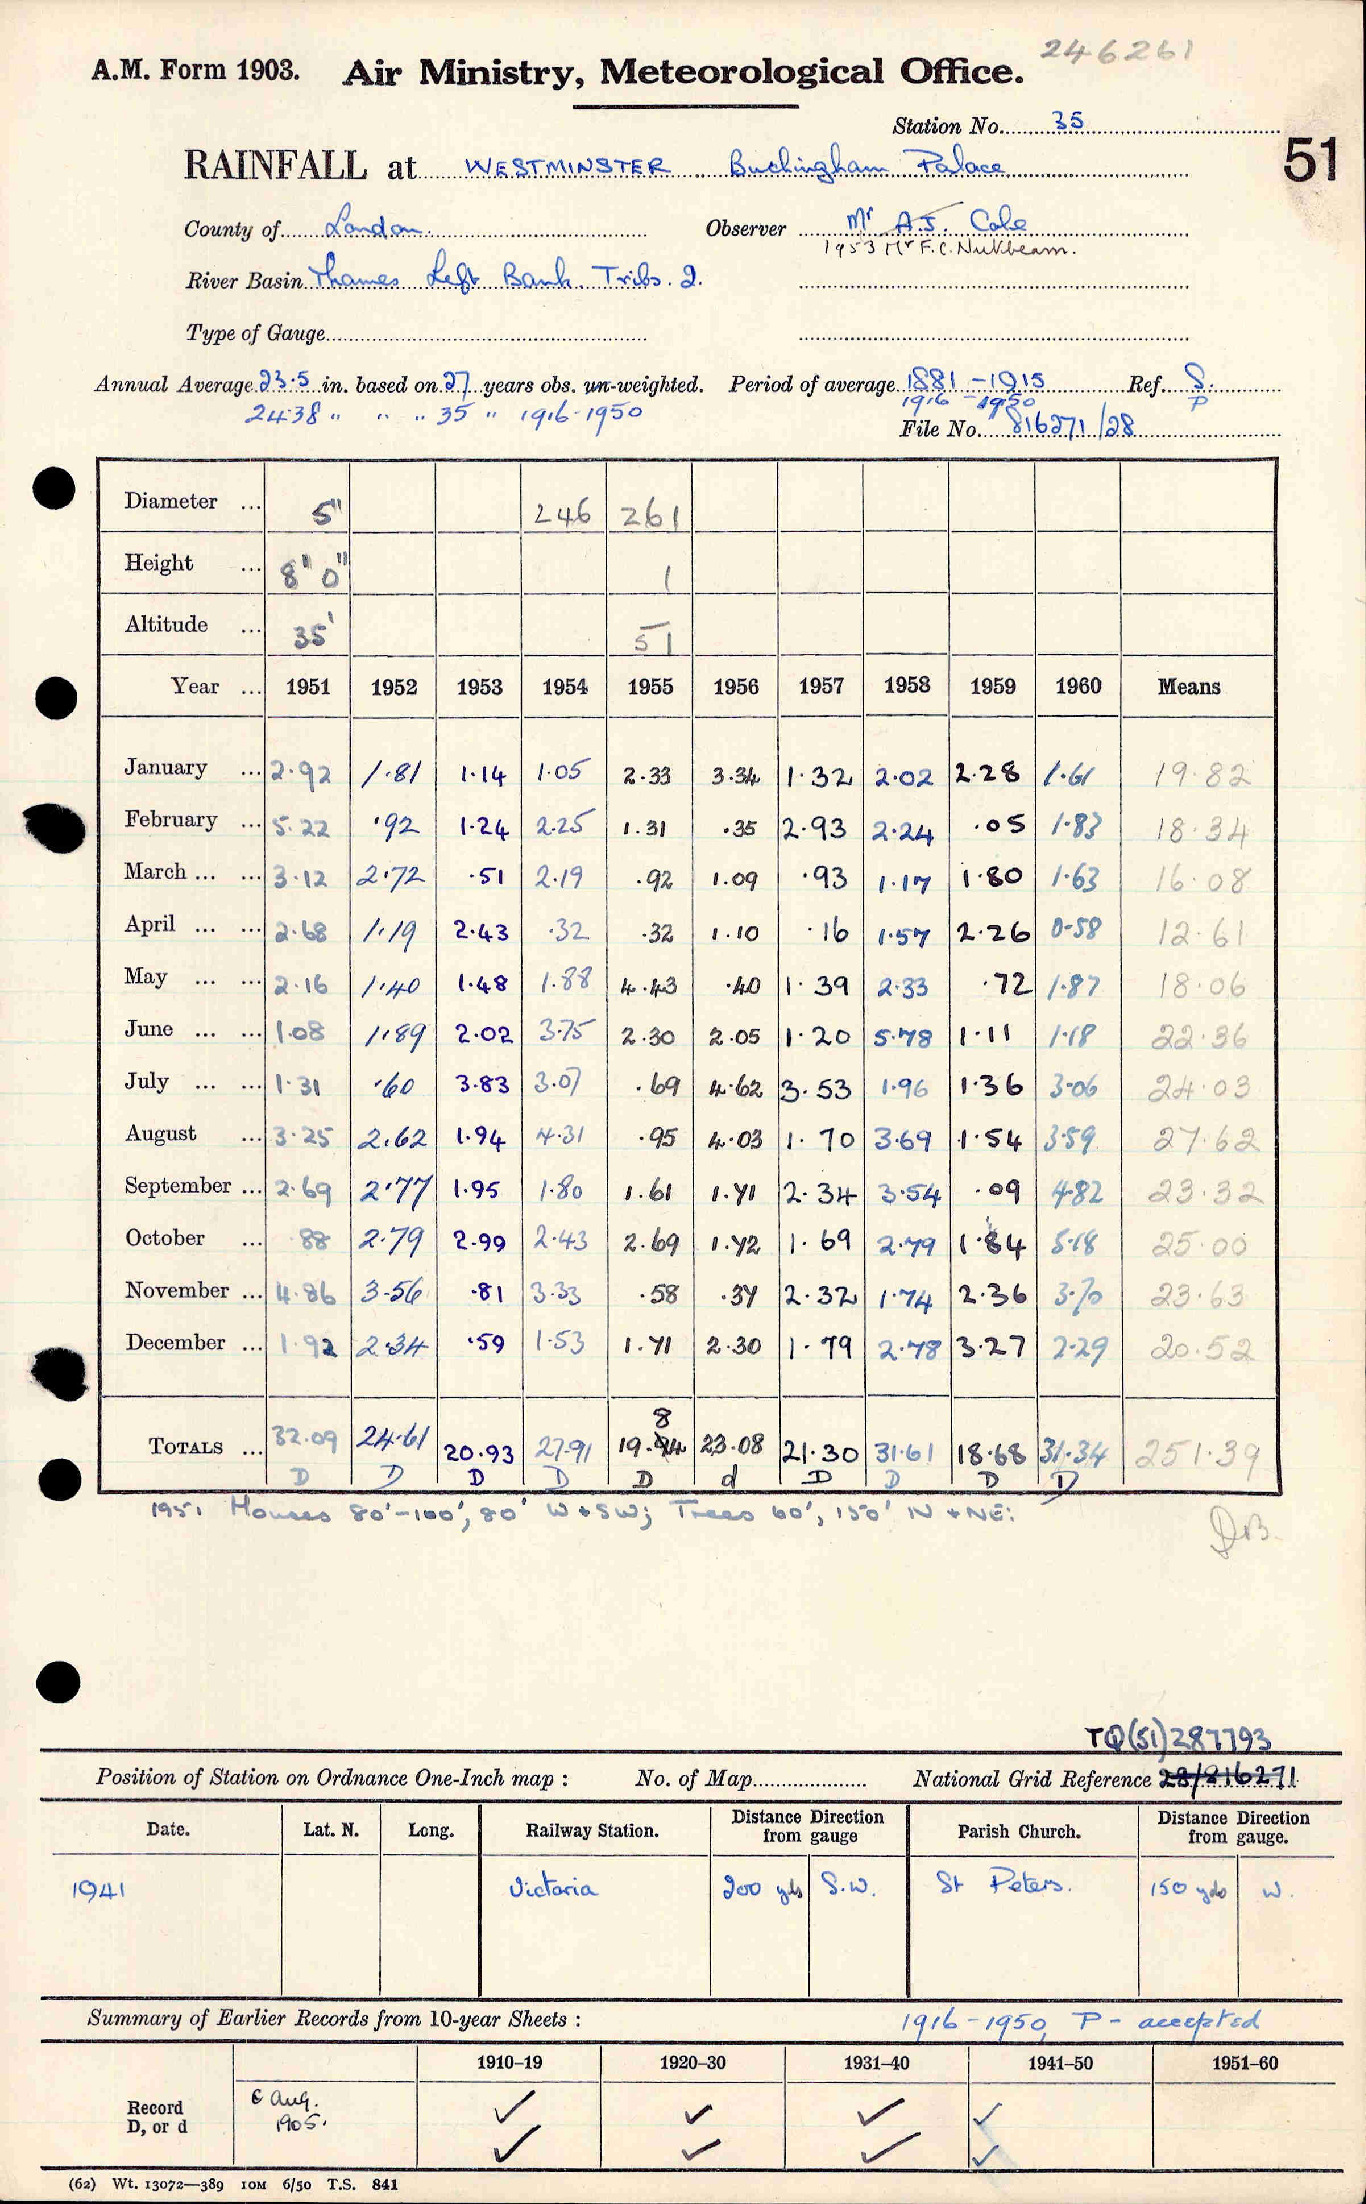 246261
A.M. Form 1903. Air Ministry, Meteorological Office.
Station No. 35
51
RAINFALL at WESTMINSTER Buckingham Palace
County of London Observer Mr A.J. Cole
1953 Mr F.C. Nukbeam.
River Basin Thames Left Bank Tribs. 2.
Type of Gauge
Annual Average 23.5 in. based on 27 years obs. un-weighted. Period of average 1881-1915 Ref. S.
24.38 " " " 35 " 1916-1950 1916-1950 P
File No. 816271/28
Diameter ... 5" 246 261
Height ... 8" 0" 1
Altitude ... 35' 51
Year ... 1951 1952 1953 1954 1955 1956 1957 1958 1959 1960 Means
January ... 2.92 1.81 1.14 1.05 2.33 3.34 1.32 2.02 2.28 1.61 19.82
February ... 5.22 .92 1.24 2.25 1.31 .35 2.93 2.24 .05 1.83 18.34
March ... ... 3.12 2.72 .51 2.19 .92 1.09 .93 1.17 1.80 1.63 16.08
April ... ... 2.68 1.19 2.43 .32 .32 1.10 .16 1.57 2.26 0.58 12.61
May ... ... 2.16 1.40 1.48 1.88 4.43 .40 1.39 2.33 .72 1.87 18.06
June ... ... 1.08 1.89 2.02 3.75 2.30 2.05 1.20 5.78 1.11 1.18 22.36
July ... ... 1.31 .60 3.83 3.07 .69 4.62 3.53 1.96 1.36 3.06 24.03
August ... 3.25 2.62 1.94 4.31 .95 4.03 1.70 3.69 1.54 3.59 27.62
September ... 2.69 2.77 1.95 1.80 1.61 1.71 2.34 3.54 .09 4.82 23.32
October ... .88 2.79 2.99 2.43 2.69 1.72 1.69 2.79 1.84 5.18 25.00
November ... 4.86 3.56 .81 3.33 .58 .37 2.32 1.74 2.36 3.70 23.63
December ... 1.92 2.34 .59 1.53 1.71 2.30 1.79 2.78 3.27 2.29 20.52
8
TOTALS ... 32.09 24.61 20.93 27.91 19.94 23.08 21.30 31.61 18.68 31.34 251.39
D D D D D d D D D D
1951 Houses 80'-100', 80' W + SW; Trees 60', 150' N + NE:
TQ(51)287793
Position of Station on Ordnance One-Inch map : No. of Map National Grid Reference 28/816271
Date. Lat. N. Long. Railway Station. Distance Direction from gauge Parish Church. Distance Direction from gauge.
1941 Victoria 200 yds S.W. St Peters. 150 yds W.
Summary of Earlier Records from 10-year Sheets : 1916-1950, P - accepted
1910-19 1920-30 1931-40 1941-50 1951-60
Record c Aug. ✓ ✓ ✓ ✓
D, or d 1905. ✓ ✓ ✓ ✓
(62) Wt. 13072—389 10M 6/50 T.S. 841